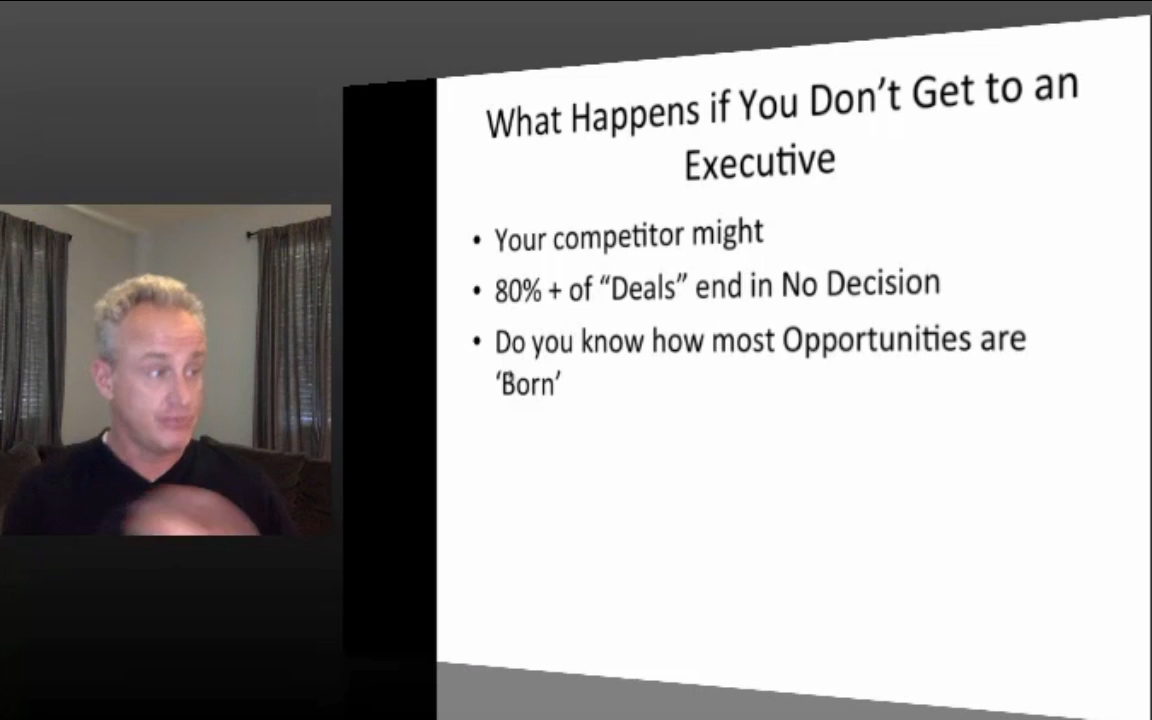 What Happens if You Don't Get to an
Executive
• Your competitor might
• 80% + of “Deals” end in No Decision
• Do you know how most Opportunities are
‘Born’